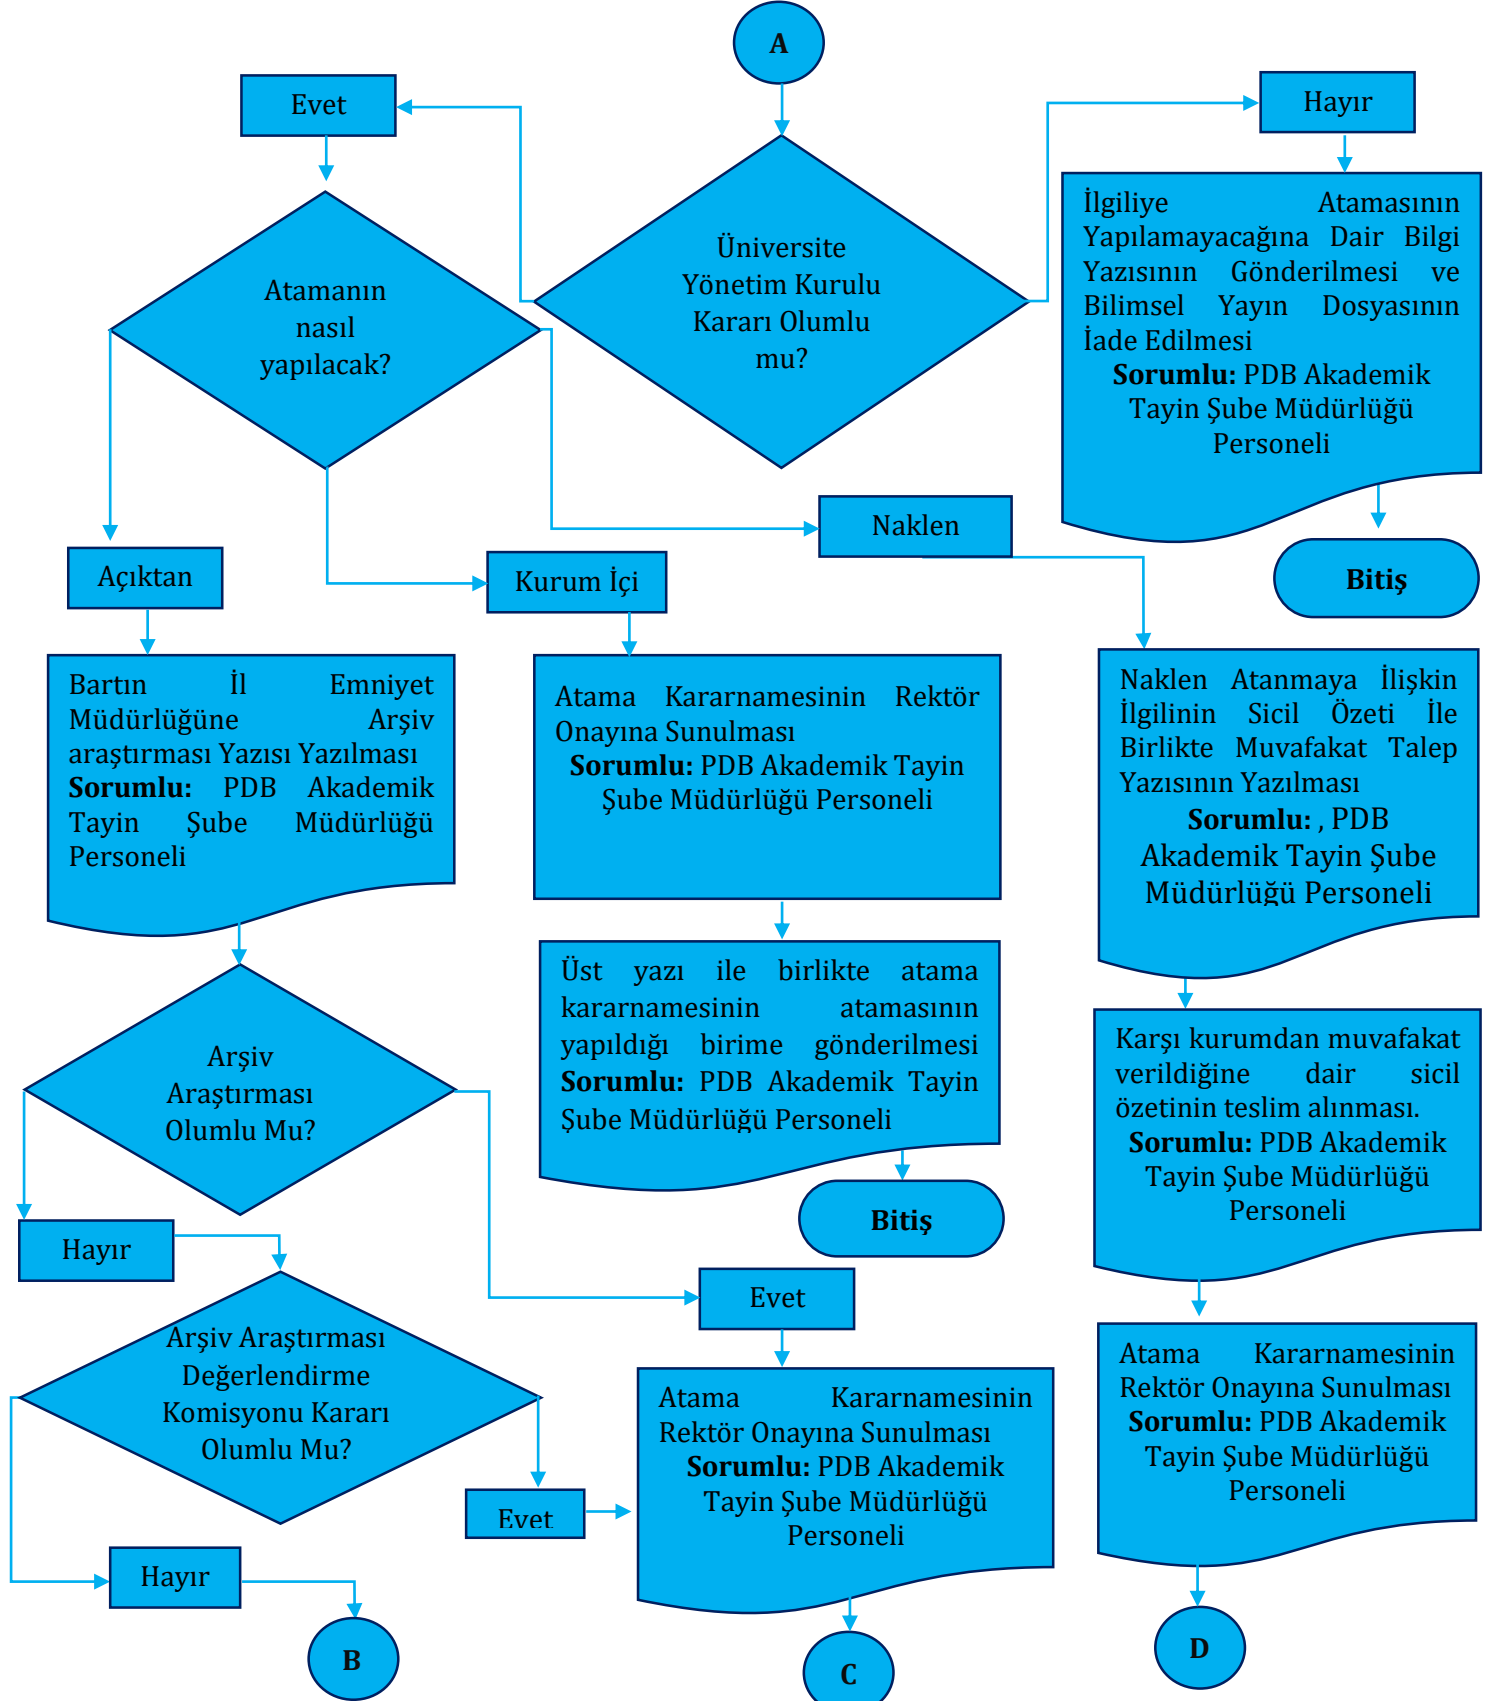 A
Evet
Hayır
Üniversite
Yönetim Kurulu
Kararı Olumlu
mu?
İlgiliye Atamasının
Yapılamayacağına Dair Bilgi
Yazısının Gönderilmesi ve
Bilimsel Yayın Dosyasının
İade Edilmesi
Sorumlu: PDB Akademik
Tayin Şube Müdürlüğü
Personeli
Bitiş
Atamanın
nasıl
yapılacak?
Açıktan
Kurum İçi
Naklen
Bartın İl Emniyet
Müdürlüğüne Arşiv
araştırması Yazısı Yazılması
Sorumlu: PDB Akademik
Tayin Şube Müdürlüğü
Personeli
Atama Kararnamesinin Rektör
Onayına Sunulması
Sorumlu: PDB Akademik Tayin
Şube Müdürlüğü Personeli
Naklen Atanmaya İlişkin
İlgilinin Sicil Özeti İle
Birlikte Muvafakat Talep
Yazısının Yazılması
Sorumlu: , PDB
Akademik Tayin Şube
Müdürlüğü Personeli
Üst yazı ile birlikte atama
kararnamesinin atamasının
yapıldığı birime gönderilmesi
Sorumlu: PDB Akademik Tayin
Şube Müdürlüğü Personeli
Bitiş
Karşı kurumdan muvafakat
verildiğine dair sicil
özetinin teslim alınması.
Sorumlu: PDB Akademik
Tayin Şube Müdürlüğü
Personeli
Arşiv
Araştırması
Olumlu Mu?
Hayır
Evet
Arşiv Araştırması
Değerlendirme
Komisyonu Kararı
Olumlu Mu?
Evet
Hayır
Atama Kararnamesinin
Rektör Onayına Sunulması
Sorumlu: PDB Akademik
Tayin Şube Müdürlüğü
Personeli
Atama Kararnamesinin
Rektör Onayına Sunulması
Sorumlu: PDB Akademik
Tayin Şube Müdürlüğü
Personeli
B
C
D